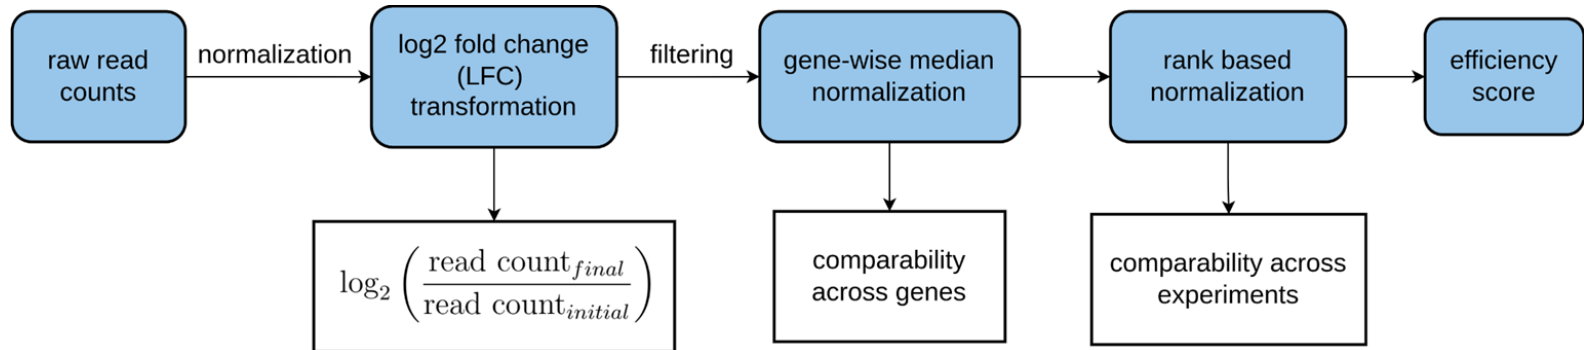 raw read
counts
normalization
log2 fold change
(LFC)
transformation
filtering
gene-wise median
normalization
rank based
normalization
efficiency
score
log₂ (read count_final / read count_initial)
comparability
across genes
comparability across
experiments